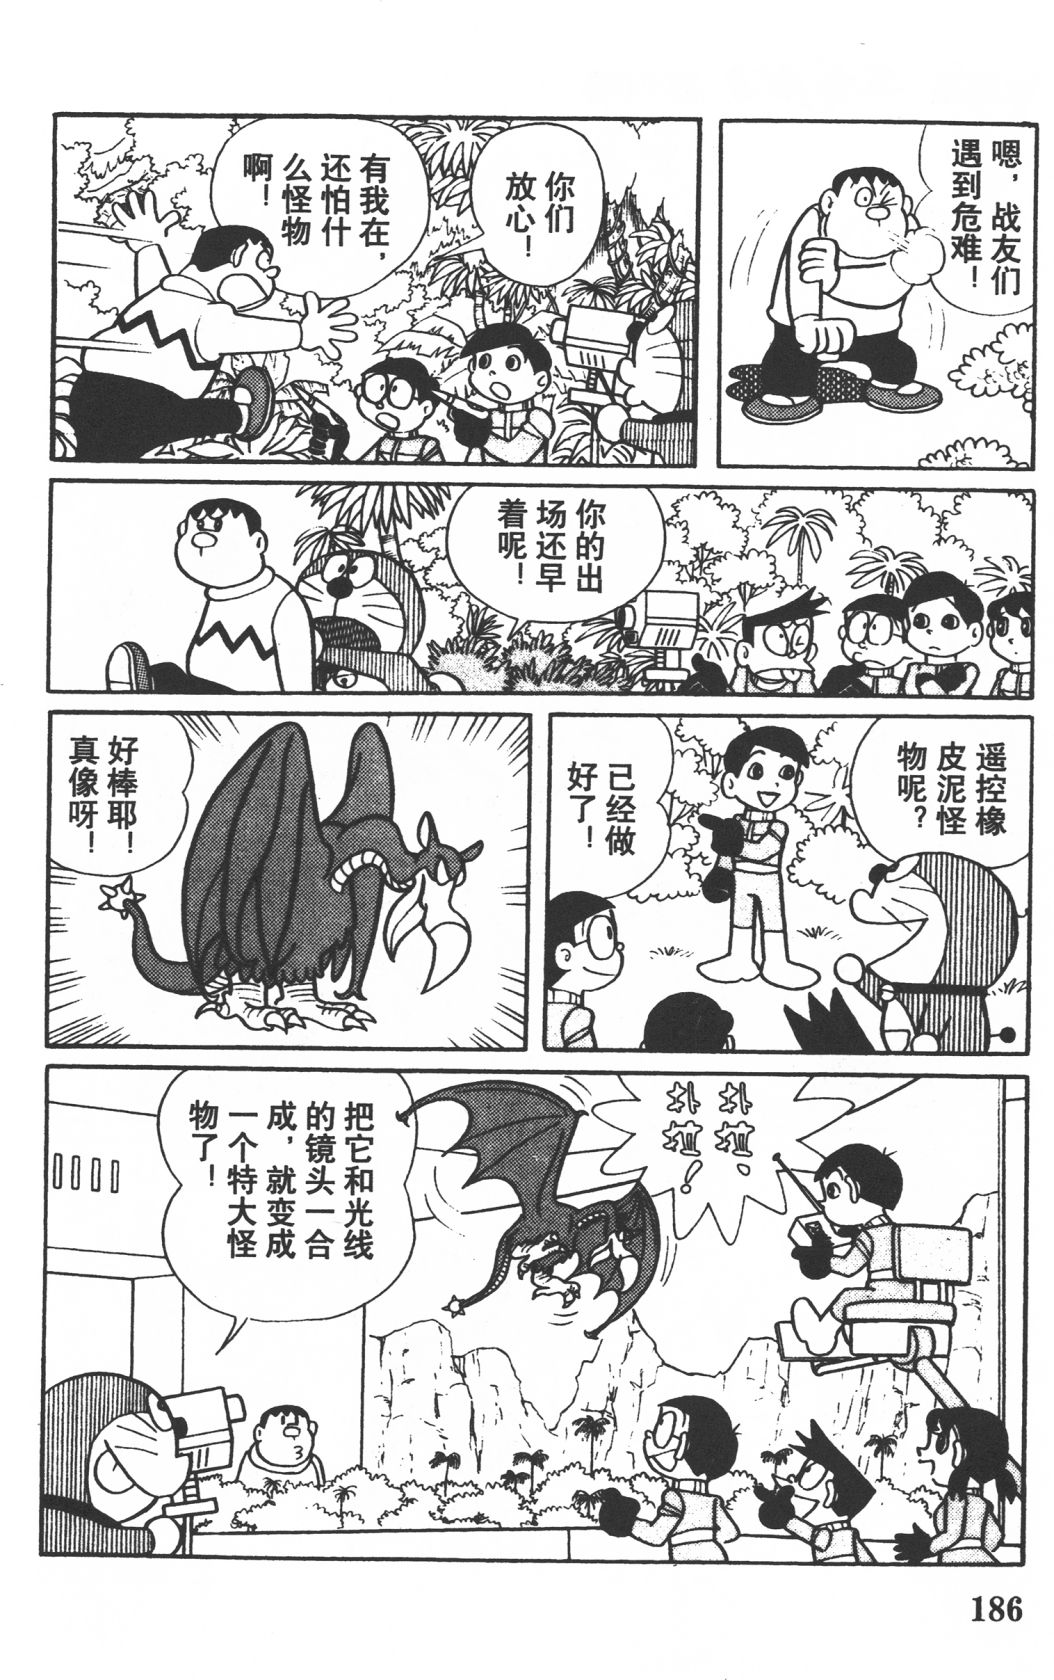 嗯，战友们
遇到危难！
你们
放心！
有我在，
还怕什
么怪物
啊！
你的出
场还早
着呢！
遥控橡
皮泥怪
物呢？
已经做
好了！
好棒耶！
真像呀！
扑拉，
扑拉！
把它和光线
的镜头一合
成，就变成
一个特大怪
物了！
186